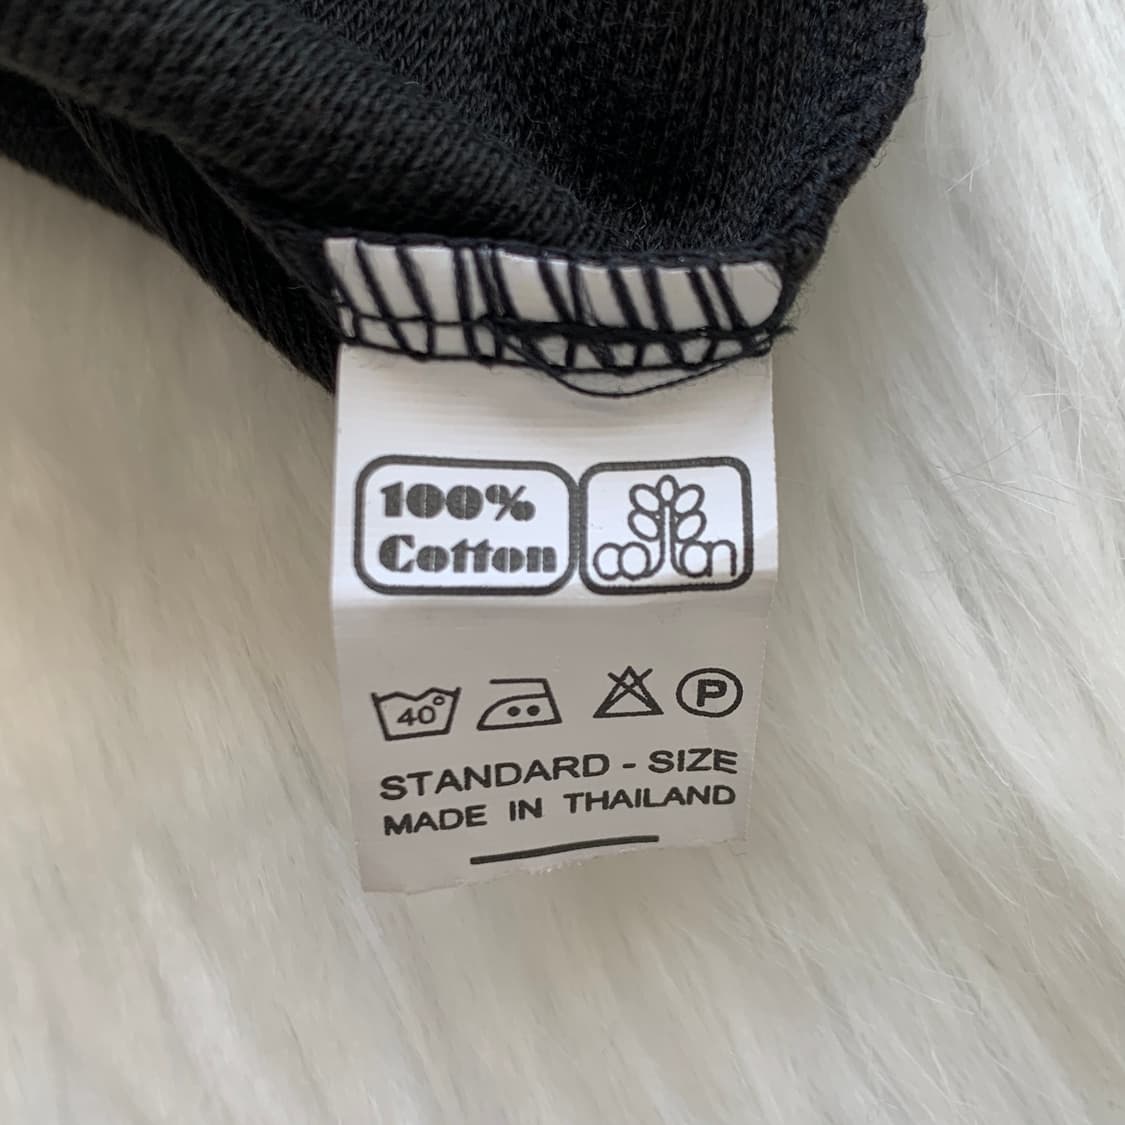 100%
Cotton
cotton
40°
P
STANDARD - SIZE
MADE IN THAILAND